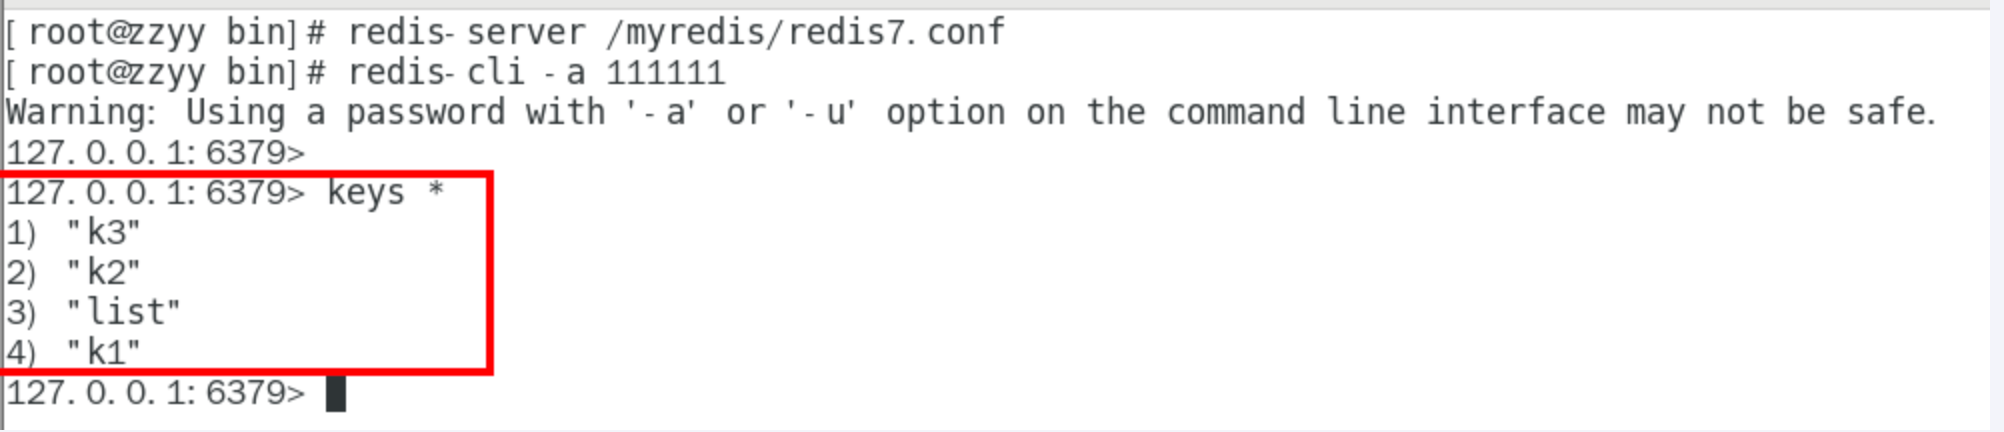 [root@zzyy bin]# redis-server /myredis/redis7.conf
[root@zzyy bin]# redis-cli -a 111111
Warning: Using a password with '-a' or '-u' option on the command line interface may not be safe.
127.0.0.1:6379>
127.0.0.1:6379> keys *
1) "k3"
2) "k2"
3) "list"
4) "k1"
127.0.0.1:6379>